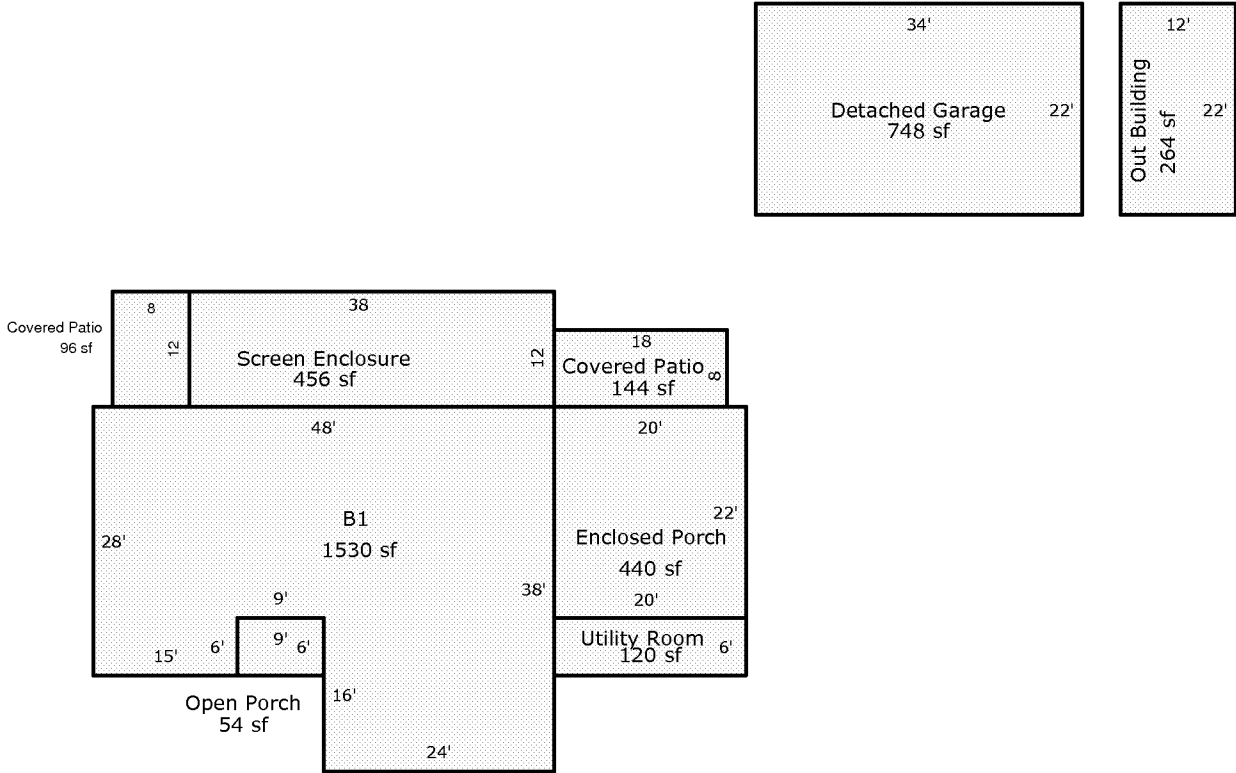 34'
Detached Garage
748 sf
22'
12'
Out Building
264 sf
22'
Covered Patio
96 sf
8
12
38
Screen Enclosure
456 sf
12
18
Covered Patio
144 sf
8
48'
28'
B1
1530 sf
38'
9'
15'
6'
9'
6'
Open Porch
54 sf
16'
24'
20'
22'
Enclosed Porch
440 sf
20'
Utility Room
120 sf
6'